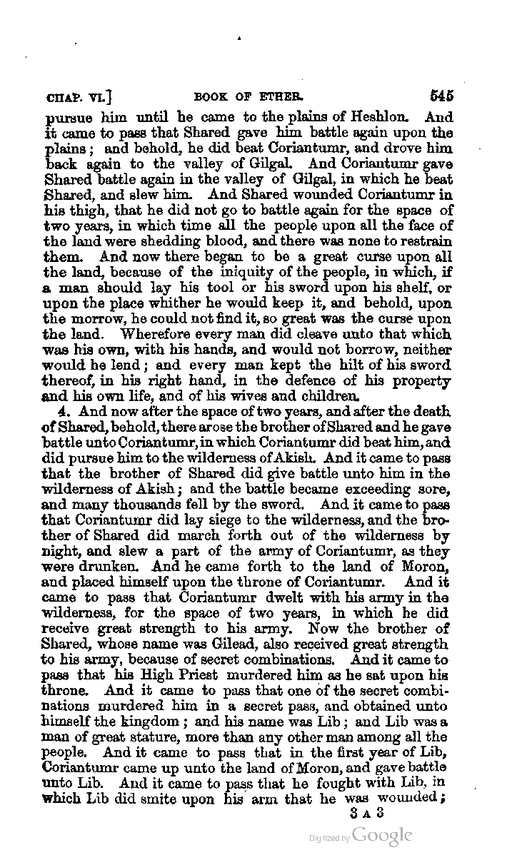 CHAP. VI.] BOOK OF ETHER. 545
pursue him until he came to the plains of Heshlon. And
it came to pass that Shared gave him battle again upon the
plains; and behold, he did beat Coriantumr, and drove him
back again to the valley of Gilgal. And Coriantumr gave
Shared battle again in the valley of Gilgal, in which he beat
Shared, and slew him. And Shared wounded Coriantumr in
his thigh, that he did not go to battle again for the space of
two years, in which time all the people upon all the face of
the land were shedding blood, and there was none to restrain
them. And now there began to be a great curse upon all
the land, because of the iniquity of the people, in which, if
a man should lay his tool or his sword upon his shelf, or
upon the place whither he would keep it, and behold, upon
the morrow, he could not find it, so great was the curse upon
the land. Wherefore every man did cleave unto that which
was his own, with his hands, and would not borrow, neither
would he lend; and every man kept the hilt of his sword
thereof, in his right hand, in the defence of his property
and his own life, and of his wives and children.
4. And now after the space of two years, and after the death
of Shared, behold, there arose the brother of Shared and he gave
battle unto Coriantumr, in which Coriantumr did beat him, and
did pursue him to the wilderness of Akish. And it came to pass
that the brother of Shared did give battle unto him in the
wilderness of Akish; and the battle became exceeding sore,
and many thousands fell by the sword. And it came to pass
that Coriantumr did lay siege to the wilderness, and the bro-
ther of Shared did march forth out of the wilderness by
night, and slew a part of the army of Coriantumr, as they
were drunken. And he came forth to the land of Moron,
and placed himself upon the throne of Coriantumr. And it
came to pass that Coriantumr dwelt with his army in the
wilderness, for the space of two years, in which he did
receive great strength to his army. Now the brother of
Shared, whose name was Gilead, also received great strength
to his army, because of secret combinations. And it came to
pass that his High Priest murdered him as he sat upon his
throne. And it came to pass that one of the secret combi-
nations murdered him in a secret pass, and obtained unto
himself the kingdom; and his name was Lib; and Lib was a
man of great stature, more than any other man among all the
people. And it came to pass that in the first year of Lib,
Coriantumr came up unto the land of Moron, and gave battle
unto Lib. And it came to pass that he fought with Lib, in
which Lib did smite upon his arm that he was wounded;
3 A 3
Digitized by Google